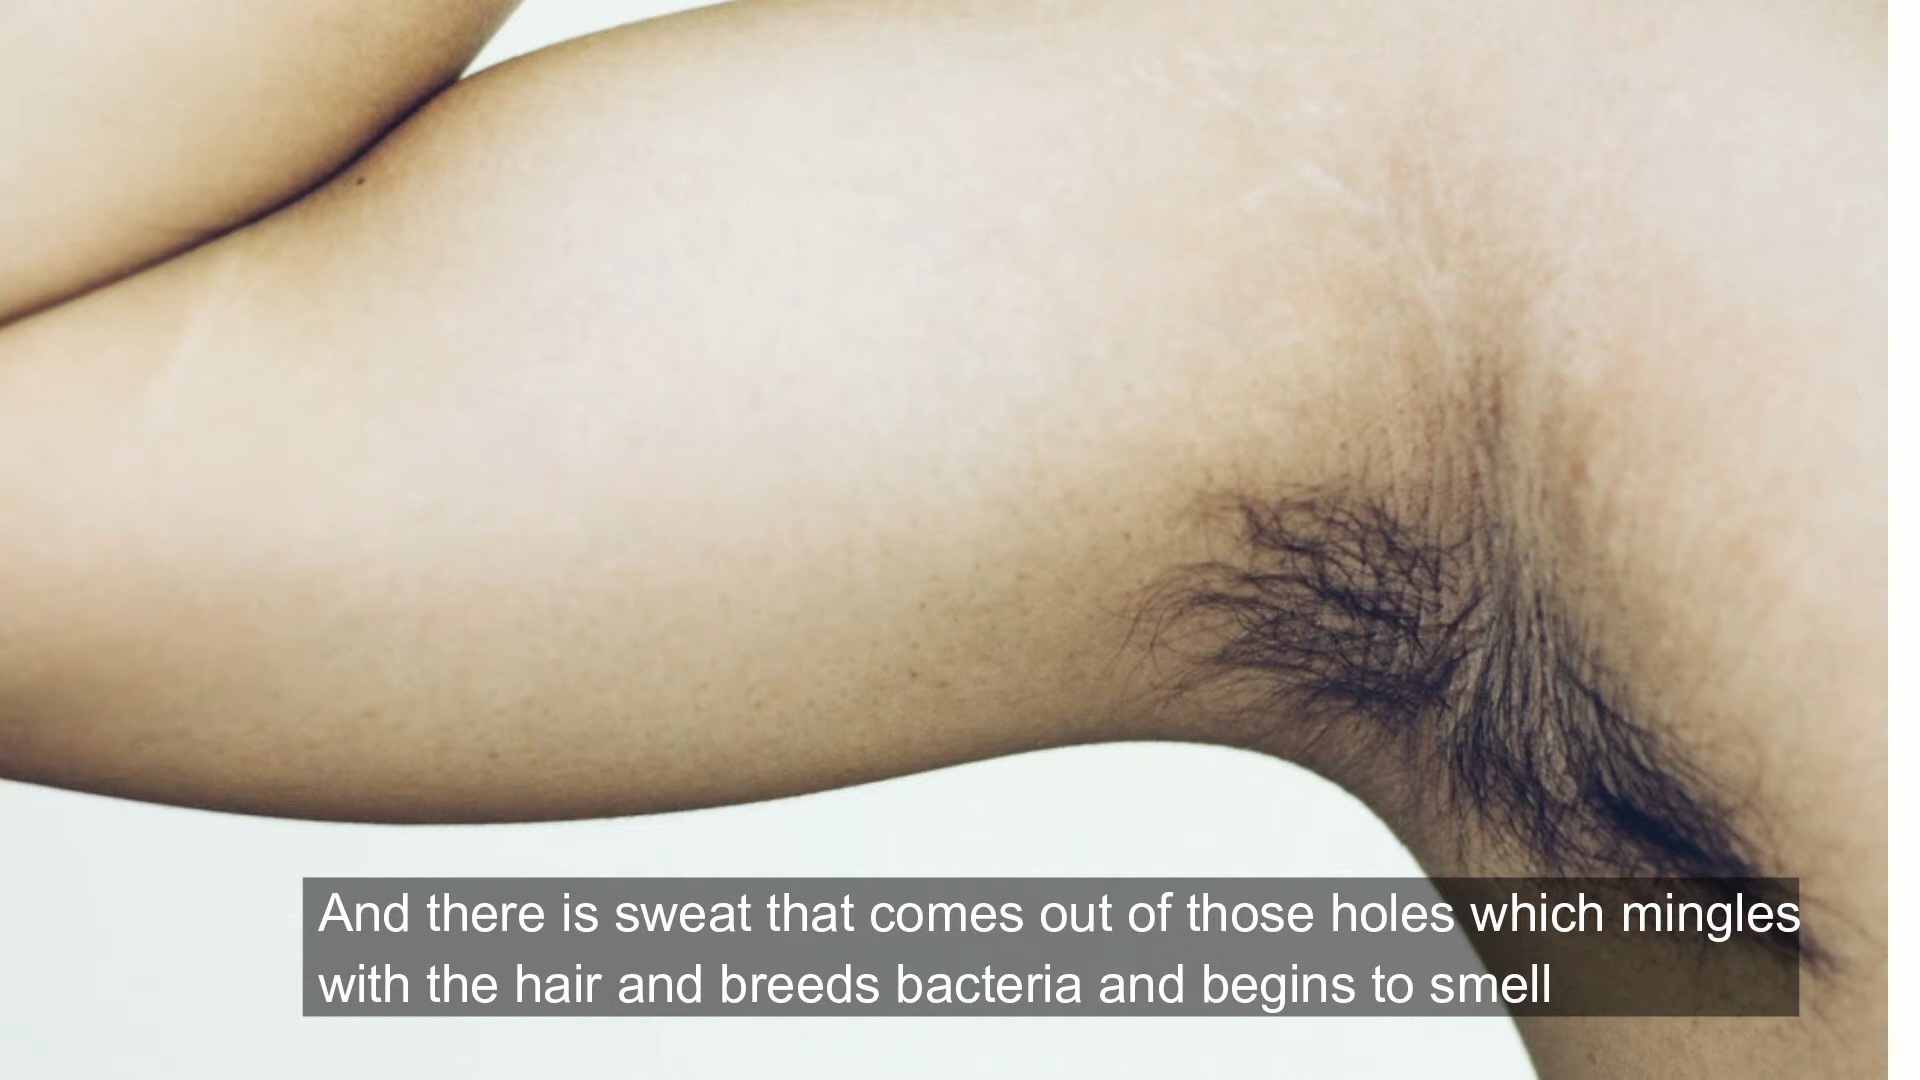 And there is sweat that comes out of those holes which mingles
with the hair and breeds bacteria and begins to smell